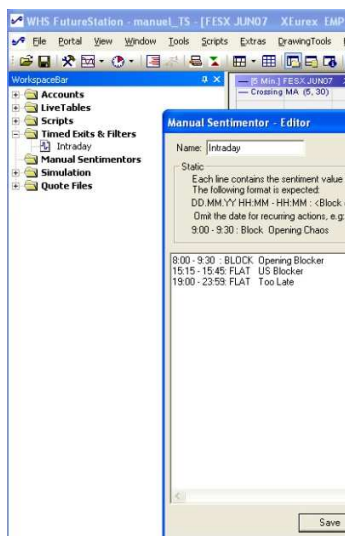 WHS FutureStation - manuel_TS - [FESX JUN07 XEurex EMP
File Portal View Window Tools Scripts Extras DrawingTools
WorkspaceBar
[5 Min.] FESX JUN07
Crossing MA (5, 30)
Accounts
LiveTables
Scripts
Timed Exits & Filters
Intraday
Manual Sentimentors
Simulation
Quote Files
Manual Sentimentor - Editor
Name: Intraday
Static
Each line contains the sentiment value
The following format is expected:
DD.MM.YY HH:MM - HH:MM : <Block
Omit the date for recurring actions, e.g:
9:00 - 9:30 : Block Opening Chaos
8:00 - 9:30 : BLOCK Opening Blocker
15:15 - 15:45: FLAT US Blocker
19:00 - 23:59: FLAT Too Late
Save